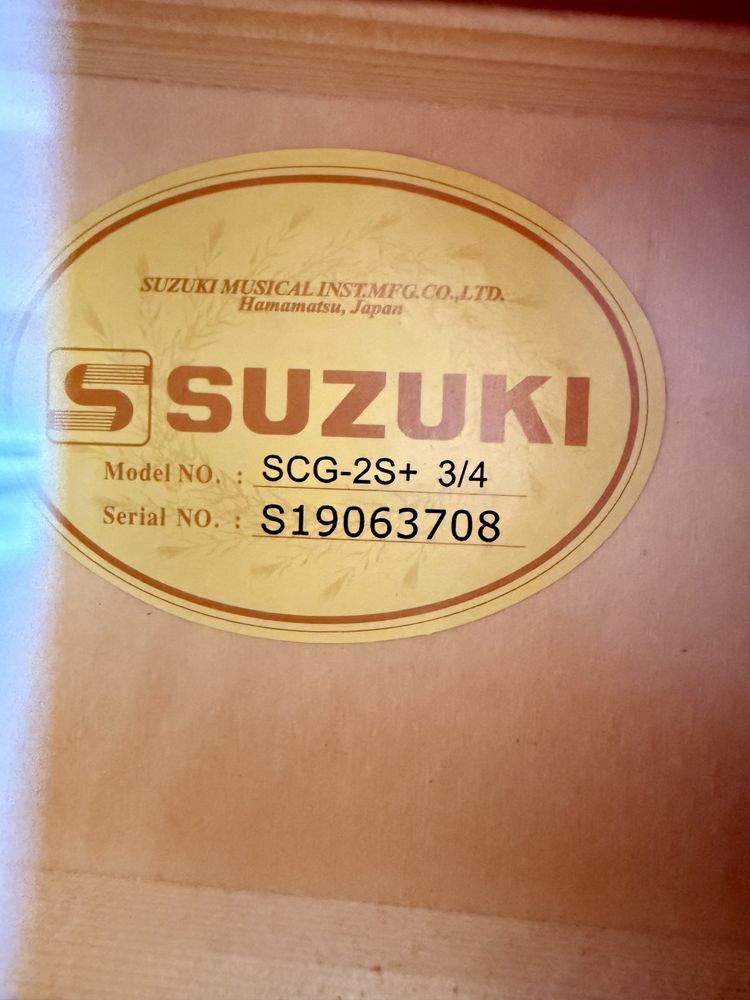 SUZUKI MUSICAL INST.MFG.CO.,LTD.
Hamamatsu, Japan
S SUZUKI
Model NO. : SCG-2S+ 3/4
Serial NO. : S19063708